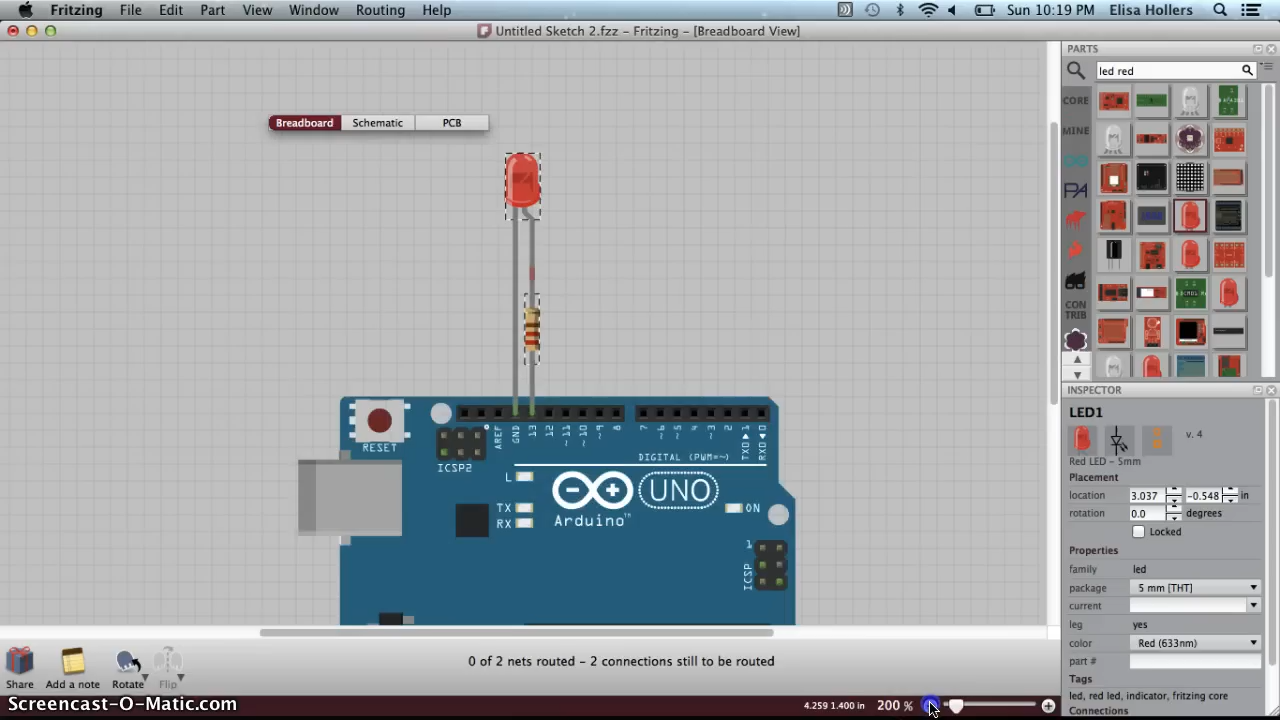 Fritzing File Edit Part View Window Routing Help Sun 10:19 PM Elisa Hollers
Untitled Sketch 2.fzz – Fritzing – [Breadboard View]
PARTS
led red
CORE
MINE
PA
CON
TRIB
Breadboard Schematic PCB
RESET
ICSP2
AREF
GND
13
12
~11
~10
~9
8
7
~6
~5
4
~3
2
TX0▶1
RX0◀0
DIGITAL (PWM=~)
L
TX
RX
UNO
Arduino™
ON
1
ICSP
INSPECTOR
LED1
v. 4
Red LED - 5mm
Placement
location 3.037 -0.548 in
rotation 0.0 degrees
Locked
Properties
family led
package 5 mm [THT]
current
leg yes
color Red (633nm)
part #
Tags
led, red led, indicator, fritzing core
Connections
Share Add a note Rotate Flip
0 of 2 nets routed - 2 connections still to be routed
Screencast-O-Matic.com
4.259 1.400 in 200 %